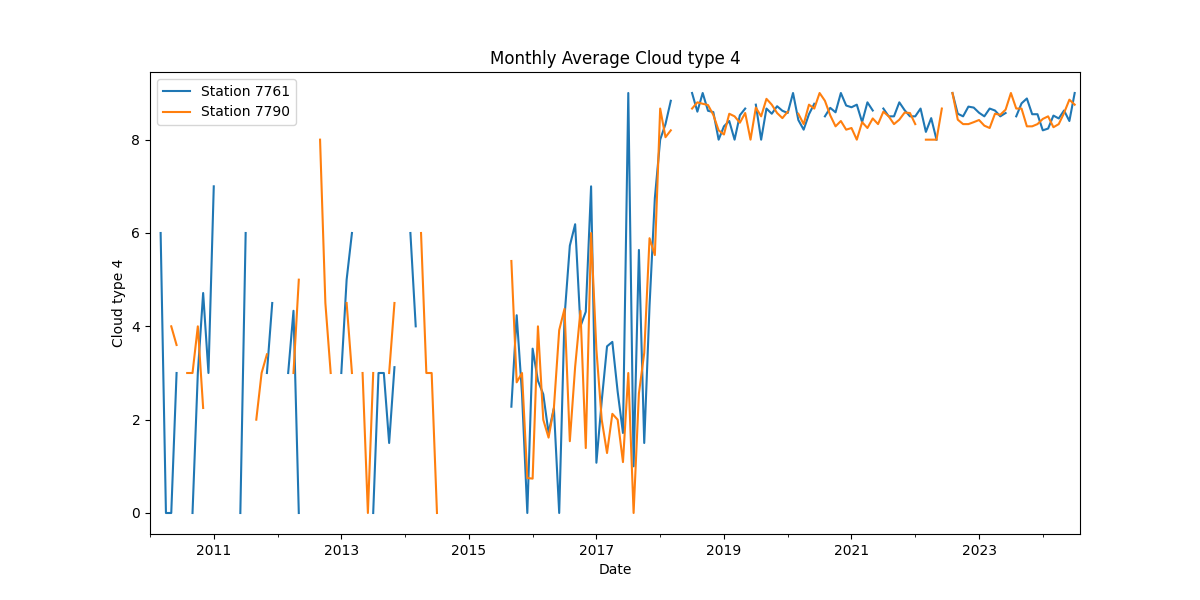 Monthly Average Cloud type 4
Station 7761
Station 7790
Cloud type 4
8
6
4
2
0
2011 2013 2015 2017 2019 2021 2023
Date